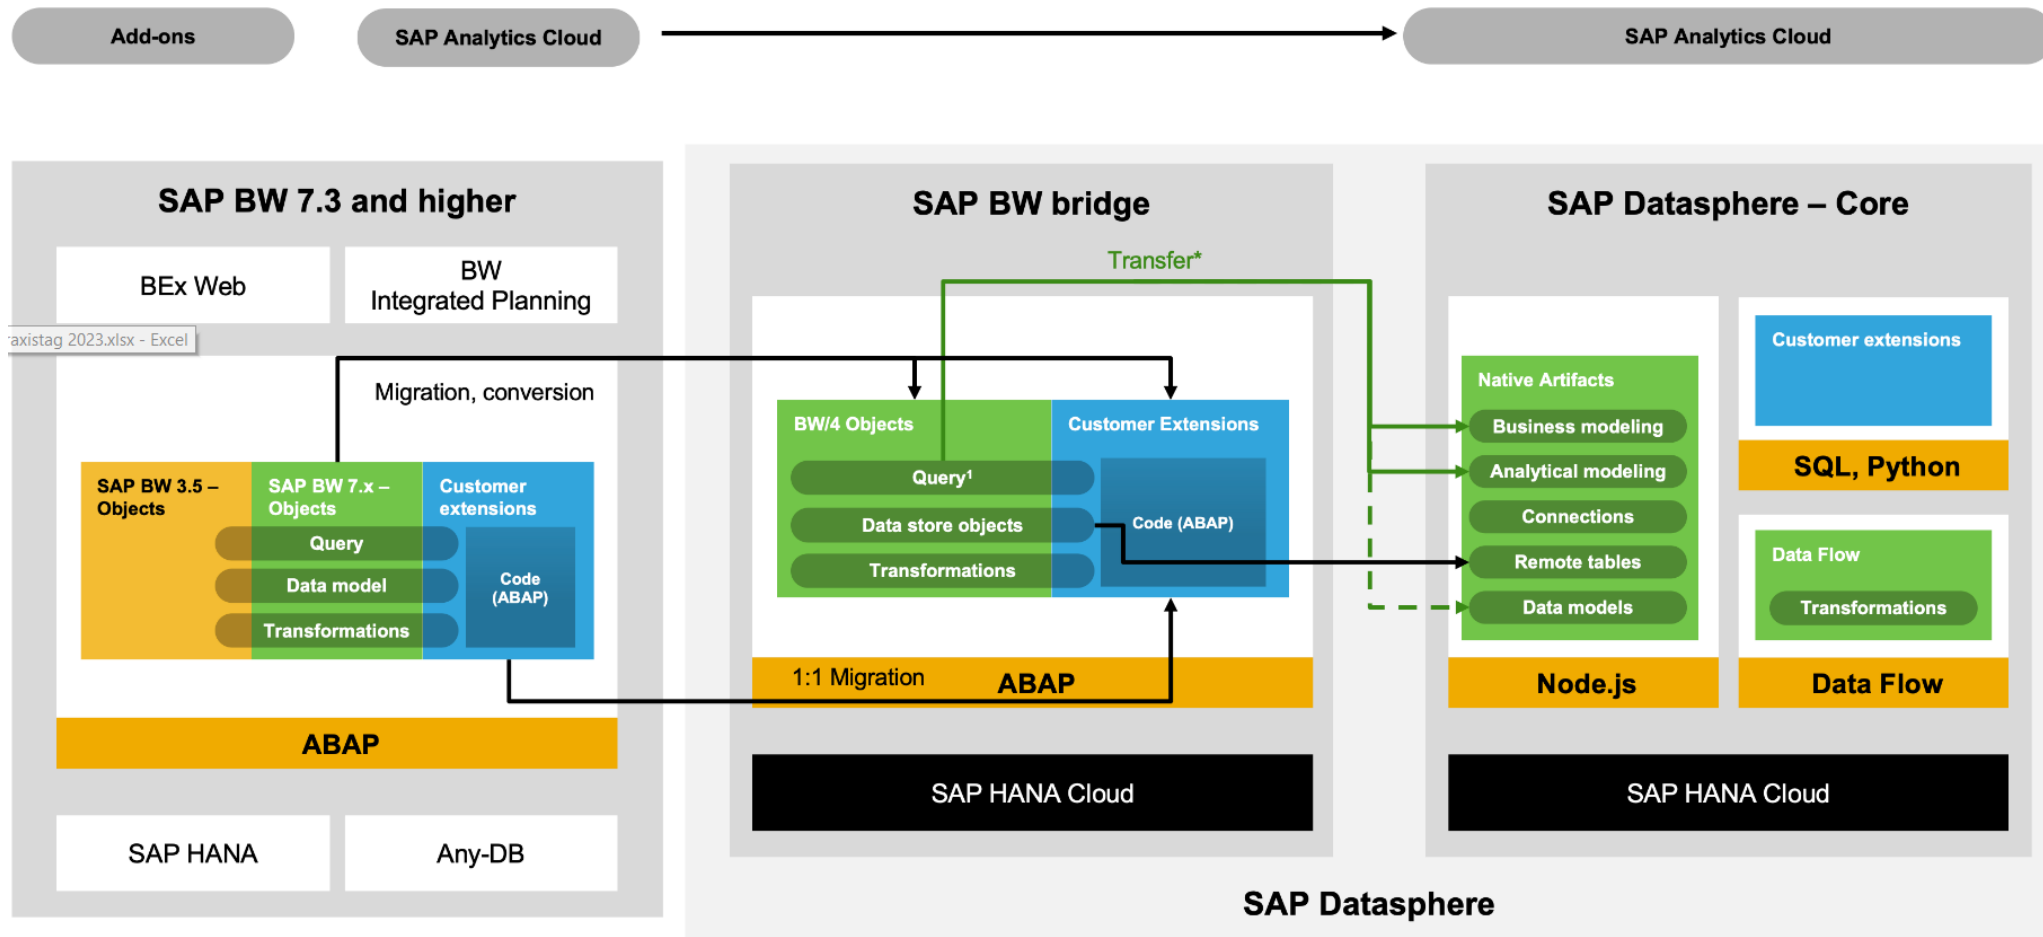 Add-ons
SAP Analytics Cloud
SAP Analytics Cloud
SAP BW 7.3 and higher
BEx Web
BW
Integrated Planning
raxistag 2023.xlsx - Excel
Migration, conversion
SAP BW 3.5 –
Objects
SAP BW 7.x –
Objects
Customer
extensions
Query
Data model
Transformations
Code
(ABAP)
ABAP
SAP HANA
Any-DB
SAP BW bridge
Transfer*
BW/4 Objects
Customer Extensions
Query¹
Data store objects
Transformations
Code (ABAP)
1:1 Migration
ABAP
SAP HANA Cloud
SAP Datasphere – Core
Native Artifacts
Business modeling
Analytical modeling
Connections
Remote tables
Data models
Node.js
Customer extensions
SQL, Python
Data Flow
Transformations
Data Flow
SAP HANA Cloud
SAP Datasphere